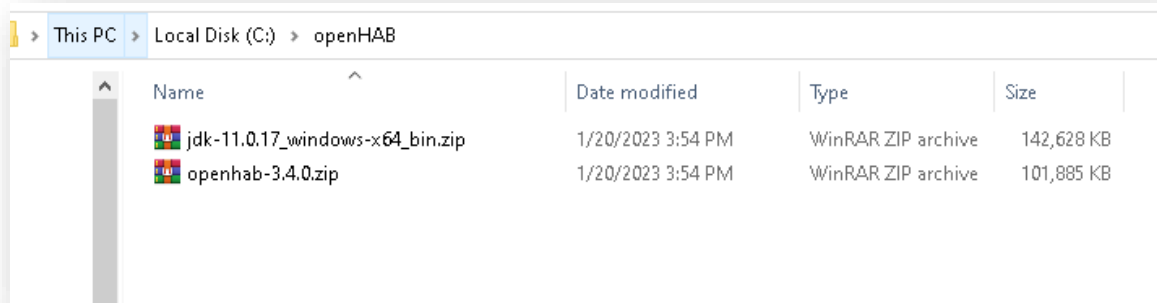 This PC > Local Disk (C:) > openHAB
Name Date modified Type Size
jdk-11.0.17_windows-x64_bin.zip 1/20/2023 3:54 PM WinRAR ZIP archive 142,628 KB
openhab-3.4.0.zip 1/20/2023 3:54 PM WinRAR ZIP archive 101,885 KB